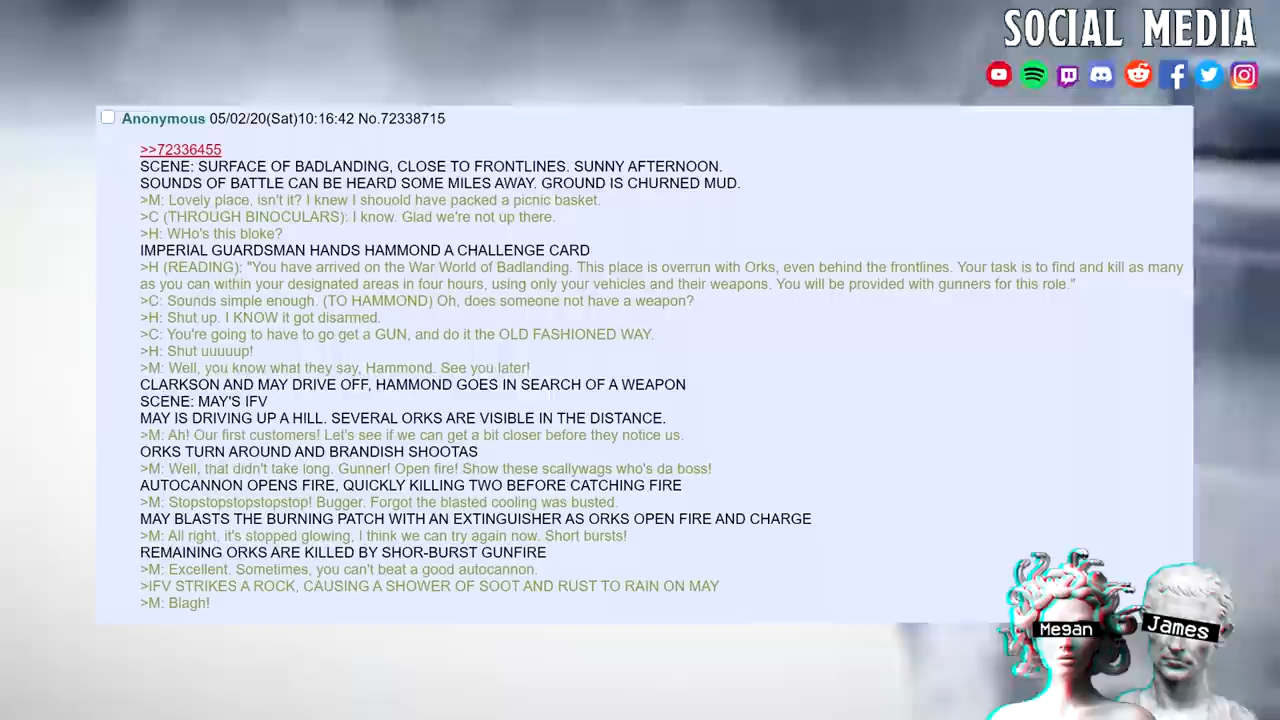 SOCIAL MEDIA
Anonymous 05/02/20(Sat)10:16:42 No.72338715
>>72336455
SCENE: SURFACE OF BADLANDING, CLOSE TO FRONTLINES. SUNNY AFTERNOON.
SOUNDS OF BATTLE CAN BE HEARD SOME MILES AWAY. GROUND IS CHURNED MUD.
>M: Lovely place, isn't it? I knew I shouold have packed a picnic basket.
>C (THROUGH BINOCULARS): I know. Glad we're not up there.
>H: WHo's this bloke?
IMPERIAL GUARDSMAN HANDS HAMMOND A CHALLENGE CARD
>H (READING): "You have arrived on the War World of Badlanding. This place is overrun with Orks, even behind the frontlines. Your task is to find and kill as many
as you can within your designated areas in four hours, using only your vehicles and their weapons. You will be provided with gunners for this role."
>C: Sounds simple enough. (TO HAMMOND) Oh, does someone not have a weapon?
>H: Shut up. I KNOW it got disarmed.
>C: You're going to have to go get a GUN, and do it the OLD FASHIONED WAY.
>H: Shut uuuuup!
>M: Well, you know what they say, Hammond. See you later!
CLARKSON AND MAY DRIVE OFF, HAMMOND GOES IN SEARCH OF A WEAPON
SCENE: MAY'S IFV
MAY IS DRIVING UP A HILL. SEVERAL ORKS ARE VISIBLE IN THE DISTANCE.
>M: Ah! Our first customers! Let's see if we can get a bit closer before they notice us.
ORKS TURN AROUND AND BRANDISH SHOOTAS
>M: Well, that didn't take long. Gunner! Open fire! Show these scallywags who's da boss!
AUTOCANNON OPENS FIRE, QUICKLY KILLING TWO BEFORE CATCHING FIRE
>M: Stopstopstopstopstop! Bugger. Forgot the blasted cooling was busted.
MAY BLASTS THE BURNING PATCH WITH AN EXTINGUISHER AS ORKS OPEN FIRE AND CHARGE
>M: All right, it's stopped glowing, I think we can try again now. Short bursts!
REMAINING ORKS ARE KILLED BY SHOR-BURST GUNFIRE
>M: Excellent. Sometimes, you can't beat a good autocannon.
>IFV STRIKES A ROCK, CAUSING A SHOWER OF SOOT AND RUST TO RAIN ON MAY
>M: Blagh!
Megan
James